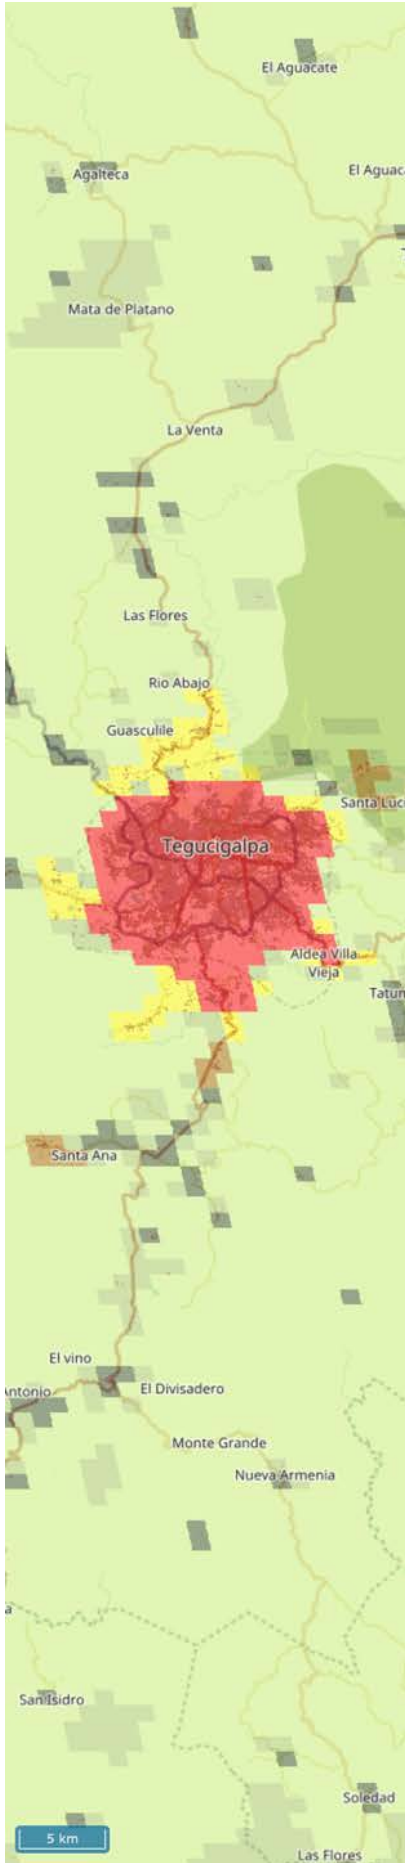 El Aguacate
El Aguac
Agalteca
Mata de Platano
La Venta
Las Flores
Rio Abajo
Guasculile
Santa Luc
Tegucigalpa
Aldea Villa
Vieja
Tatum
Santa Ana
El vino
Antonio
El Divisadero
Monte Grande
Nueva Armenia
a
San Isidro
Soledad
5 km
Las Flores